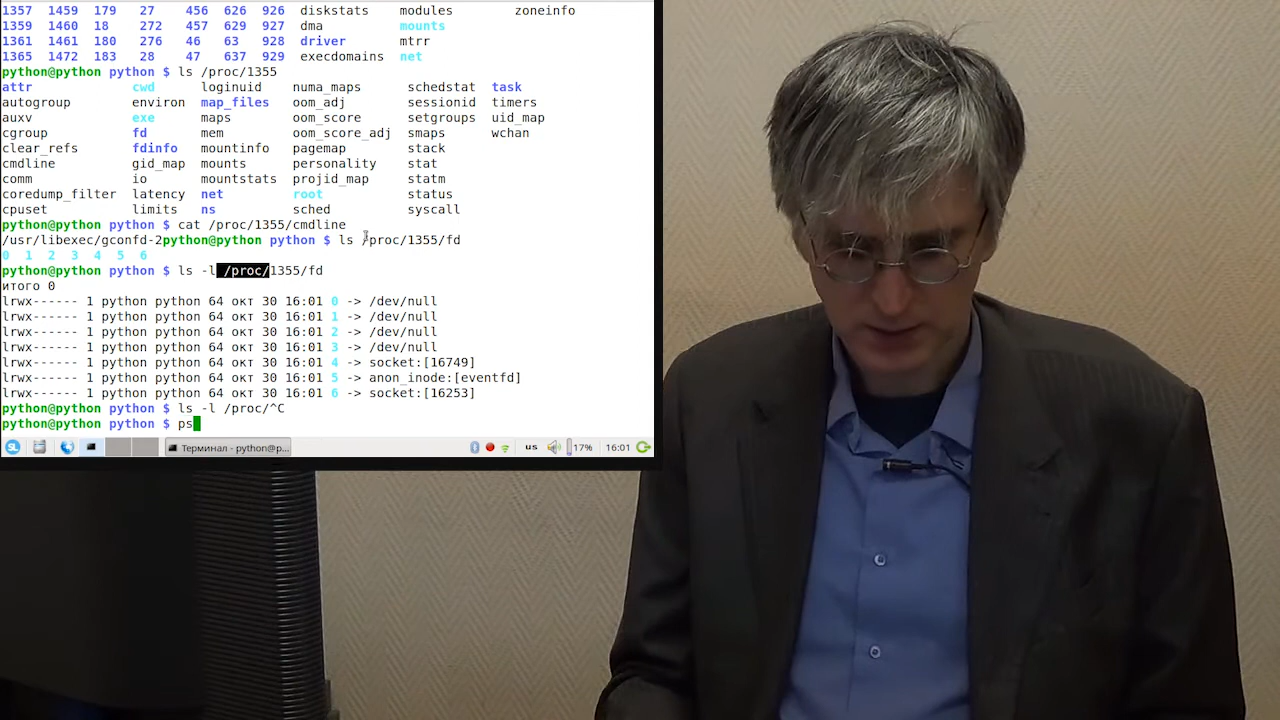 1357 1459 179 27 456 626 926 diskstats modules zoneinfo
1359 1460 18 272 457 629 927 dma mounts
1361 1461 180 276 46 63 928 driver mtrr
1365 1472 183 28 47 637 929 execdomains net
python@python python $ ls /proc/1355
attr cwd loginuid numa_maps schedstat task
autogroup environ map_files oom_adj sessionid timers
auxv exe maps oom_score setgroups uid_map
cgroup fd mem oom_score_adj smaps wchan
clear_refs fdinfo mountinfo pagemap stack
cmdline gid_map mounts personality stat
comm io mountstats projid_map statm
coredump_filter latency net root status
cpuset limits ns sched syscall
python@python python $ cat /proc/1355/cmdline
/usr/libexec/gconfd-2python@python python $ ls /proc/1355/fd
0 1 2 3 4 5 6
python@python python $ ls -l /proc/1355/fd
итого 0
lrwx------ 1 python python 64 окт 30 16:01 0 -> /dev/null
lrwx------ 1 python python 64 окт 30 16:01 1 -> /dev/null
lrwx------ 1 python python 64 окт 30 16:01 2 -> /dev/null
lrwx------ 1 python python 64 окт 30 16:01 3 -> /dev/null
lrwx------ 1 python python 64 окт 30 16:01 4 -> socket:[16749]
lrwx------ 1 python python 64 окт 30 16:01 5 -> anon_inode:[eventfd]
lrwx------ 1 python python 64 окт 30 16:01 6 -> socket:[16253]
python@python python $ ls -l /proc/^C
python@python python $ ps
SL Терминал - python@p... us 17% 16:01